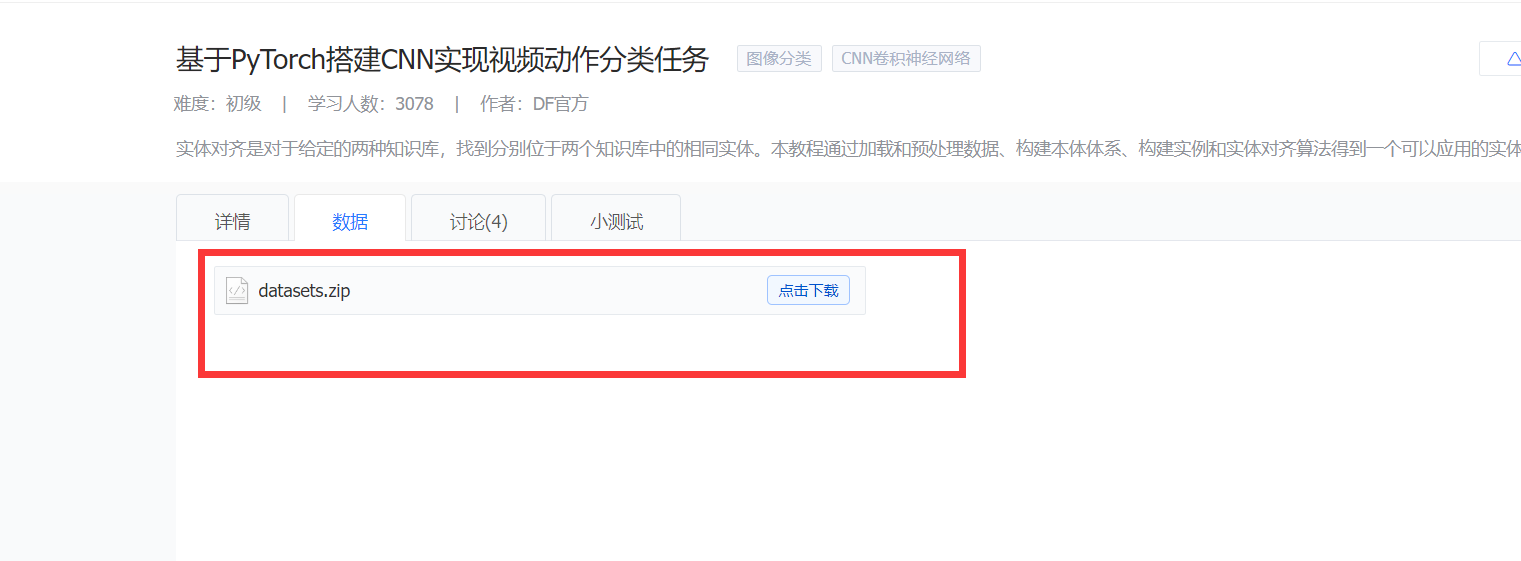 基于PyTorch搭建CNN实现视频动作分类任务 图像分类 CNN卷积神经网络
难度：初级 | 学习人数：3078 | 作者：DF官方
实体对齐是对于给定的两种知识库，找到分别位于两个知识库中的相同实体。本教程通过加载和预处理数据、构建本体体系、构建实例和实体对齐算法得到一个可以应用的实体
详情 数据 讨论(4) 小测试
datasets.zip 点击下载